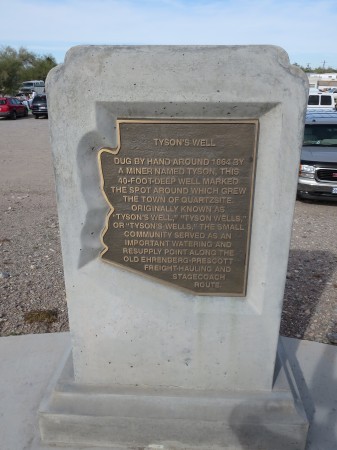 TYSON'S WELL
DUG BY HAND AROUND 1864 BY
A MINER NAMED TYSON, THIS
40-FOOT-DEEP WELL MARKED
THE SPOT AROUND WHICH GREW
THE TOWN OF QUARTZSITE.
ORIGINALLY KNOWN AS
"TYSON'S WELL," "TYSON WELLS,"
OR "TYSON'S WELLS," THE SMALL
COMMUNITY SERVED AS AN
IMPORTANT WATERING AND
RESUPPLY POINT ALONG THE
OLD EHRENBERG-PRESCOTT
FREIGHT-HAULING AND
STAGECOACH
ROUTE.